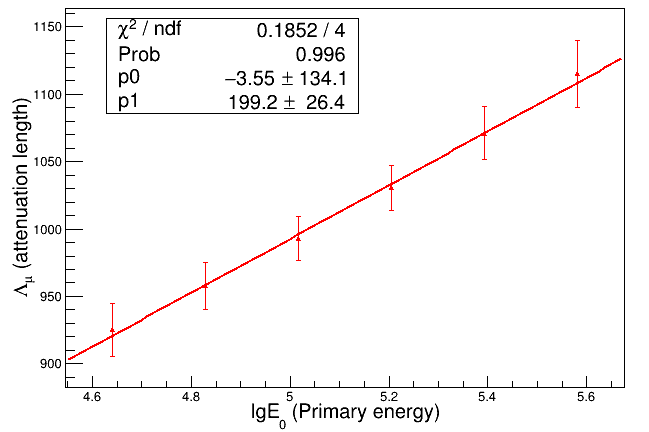 χ² / ndf 0.1852 / 4
Prob 0.996
p0 −3.55 ± 134.1
p1 199.2 ± 26.4
Λμ (attenuation length)
1150
1100
1050
1000
950
900
4.6 4.8 5 5.2 5.4 5.6
lgE₀ (Primary energy)